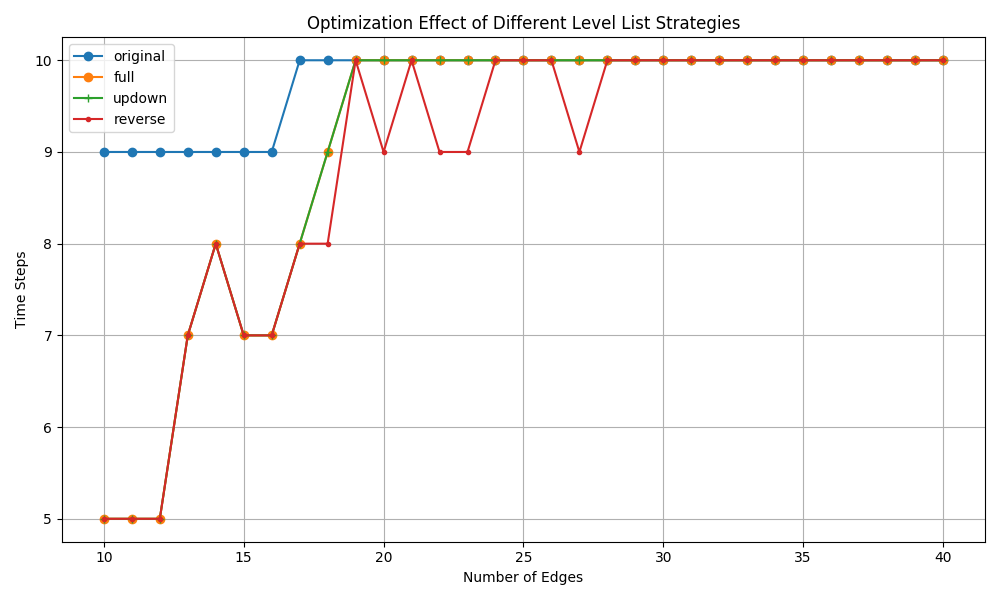 Optimization Effect of Different Level List Strategies
original
full
updown
reverse
10
9
8
7
6
5
Time Steps
10 15 20 25 30 35 40
Number of Edges